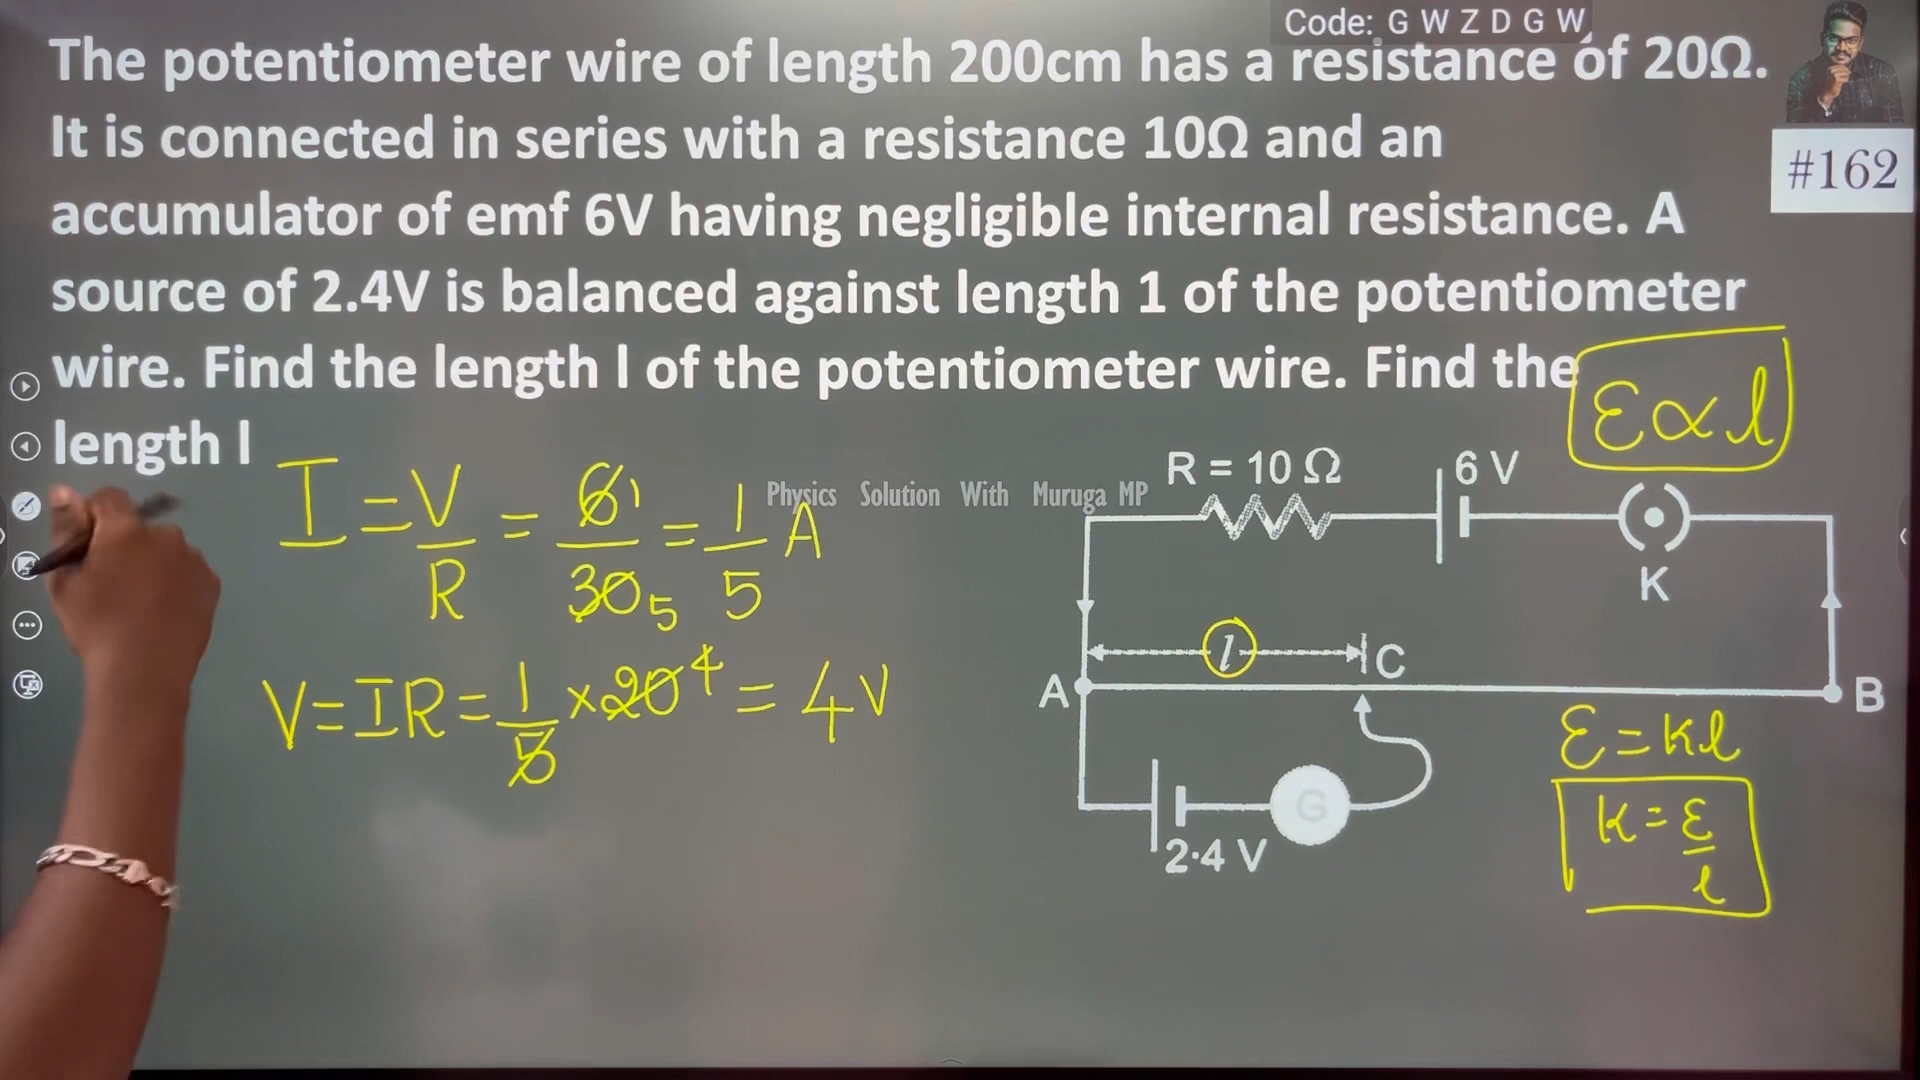 Code: G W Z D G W
The potentiometer wire of length 200cm has a resistance of 20Ω.
It is connected in series with a resistance 10Ω and an
accumulator of emf 6V having negligible internal resistance. A
source of 2.4V is balanced against length 1 of the potentiometer
wire. Find the length l of the potentiometer wire. Find the
length l
#162
ε ∝ l
I = V/R = 6/30 = 1/5 A
1
5
Physics Solution With Muruga MP
R = 10 Ω
6 V
K
l
C
A
B
V = IR = 1/5 × 20 = 4V
4
ε = Kl
K = ε/l
G
2·4 V